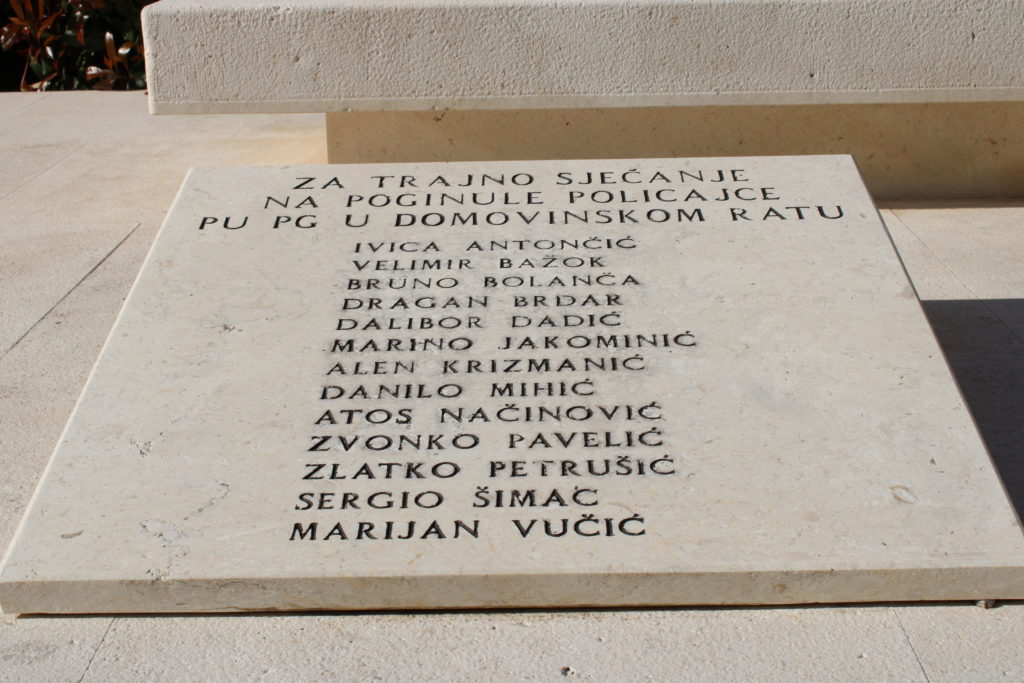 ZA TRAJNO SJEĆANJE
NA POGINULE POLICAJCE
PU PG U DOMOVINSKOM RATU
IVICA ANTONČIĆ
VELIMIR BAŽOK
BRUNO BOLANČA
DRAGAN BRDAR
DALIBOR DADIĆ
MARINO JAKOMINIĆ
ALEN KRIZMANIĆ
DANILO MIHIĆ
ATOS NAČINOVIĆ
ZVONKO PAVELIĆ
ZLATKO PETRUŠIĆ
SERGIO ŠIMAC
MARIJAN VUČIĆ